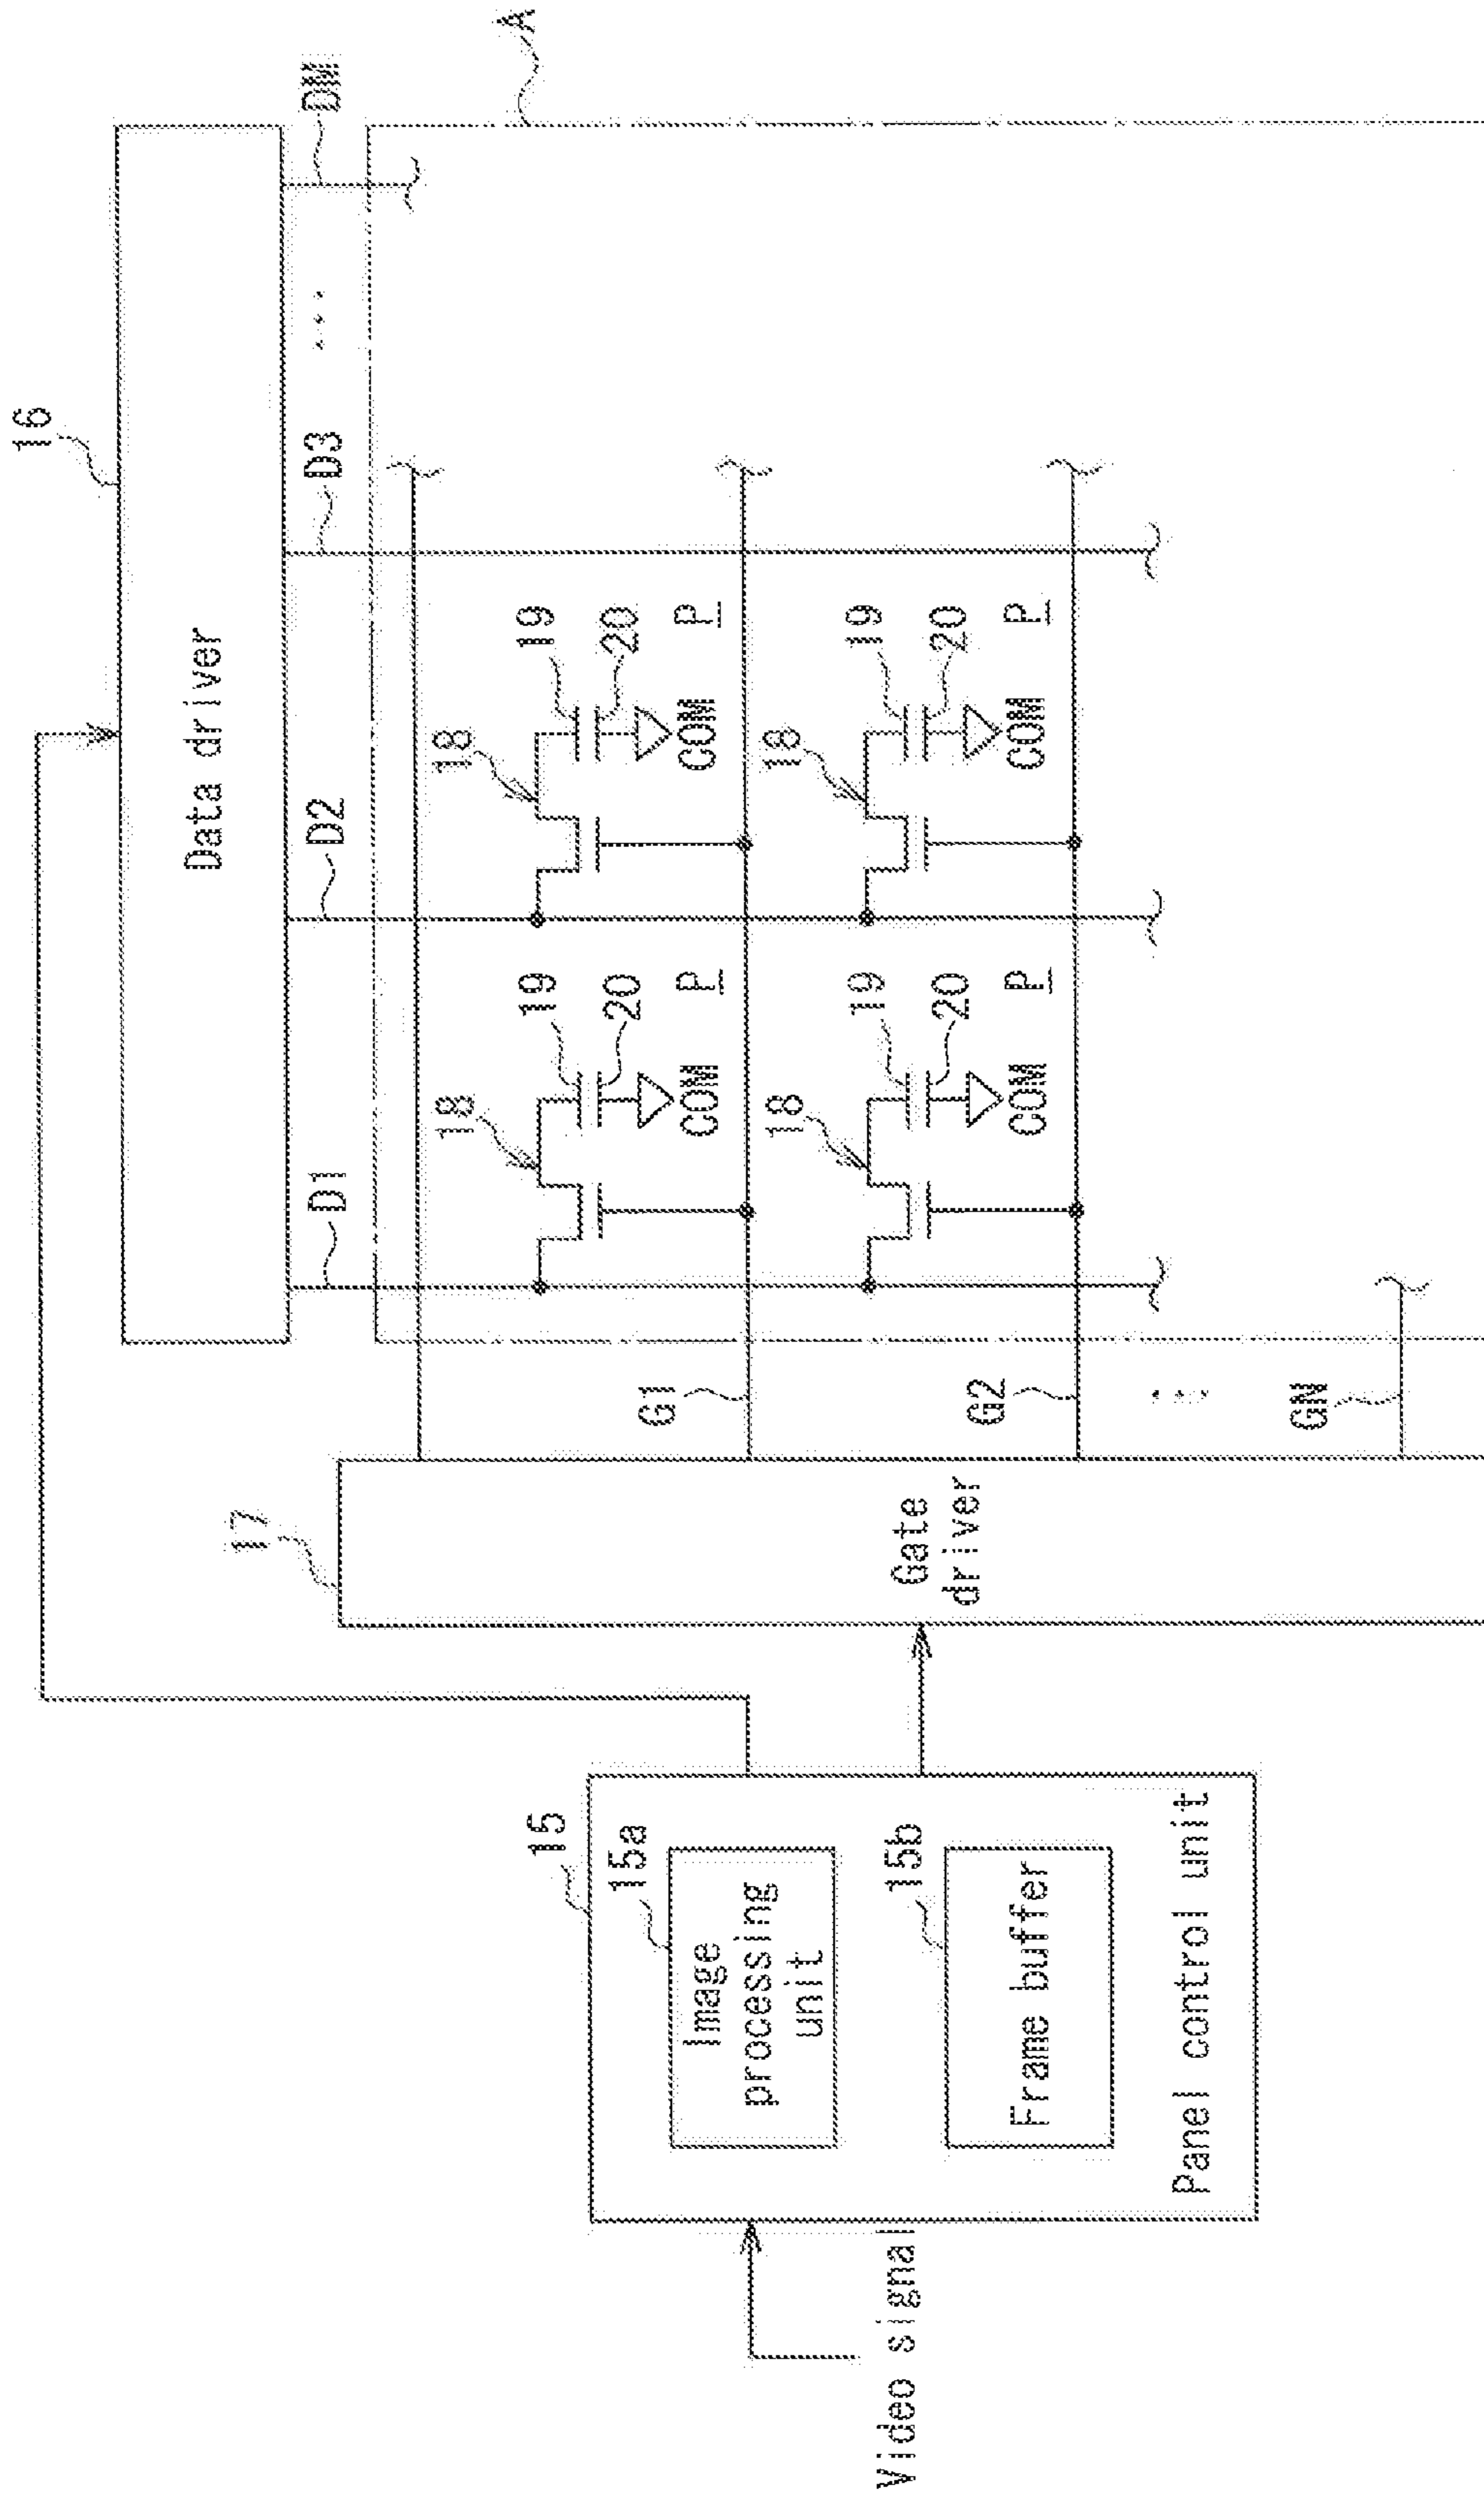 16
Data driver
D1
D2
D3
...
DM
A
17
Gate
driver
G1
G2
...
GN
18
19
20
COM
P
18
19
20
COM
P
18
19
20
COM
P
18
19
20
COM
P
15
15a
Image
processing
unit
15b
Frame buffer
Panel control unit
Video signal